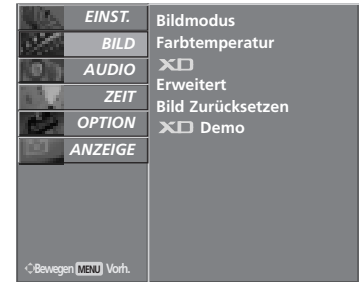 EINST.
BILD
AUDIO
ZEIT
OPTION
ANZEIGE
Bewegen MENU Vorh.
Bildmodus
Farbtemperatur
XD
Erweitert
Bild Zurücksetzen
XD Demo